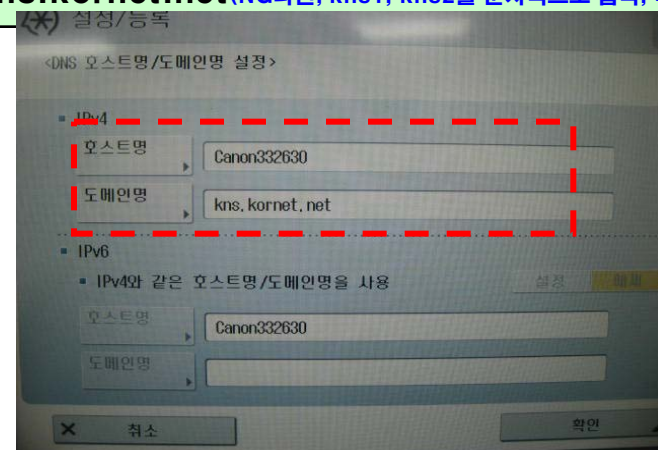 설정/등록
<DNS 오스트명/도메인명 설정>
IPv4
호스트명
Canon332630
도메인명
kns.kornet.net
IPv6
IPv4와 같은 호스트명/도메인명을 사용
설정 해제
호스트명
Canon332630
도메인명
취소
확인